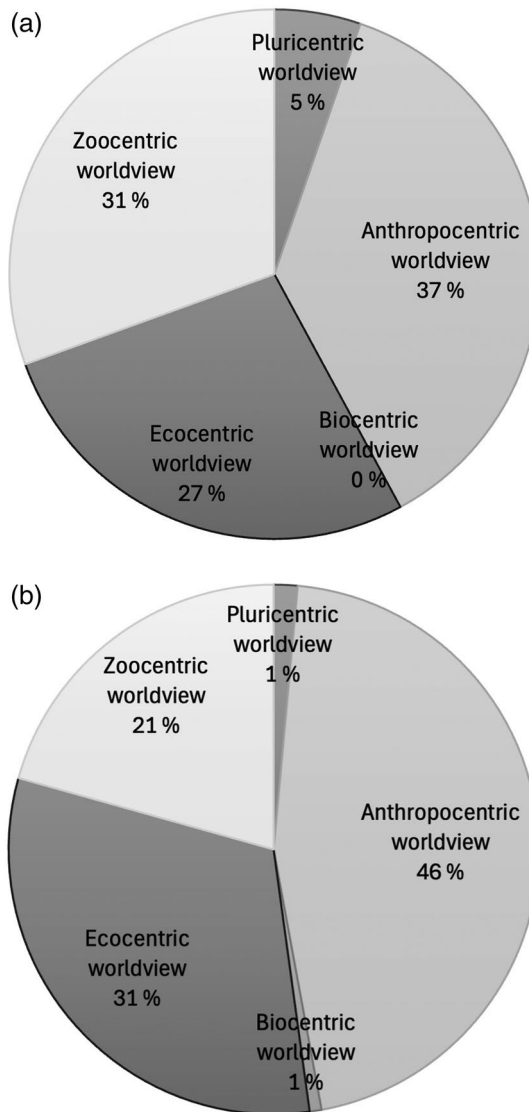 (a)
Pluricentric
worldview
5 %
Zoocentric
worldview
31 %
Anthropocentric
worldview
37 %
Biocentric
worldview
0 %
Ecocentric
worldview
27 %
(b)
Pluricentric
worldview
1 %
Zoocentric
worldview
21 %
Anthropocentric
worldview
46 %
Ecocentric
worldview
31 %
Biocentric
worldview
1 %